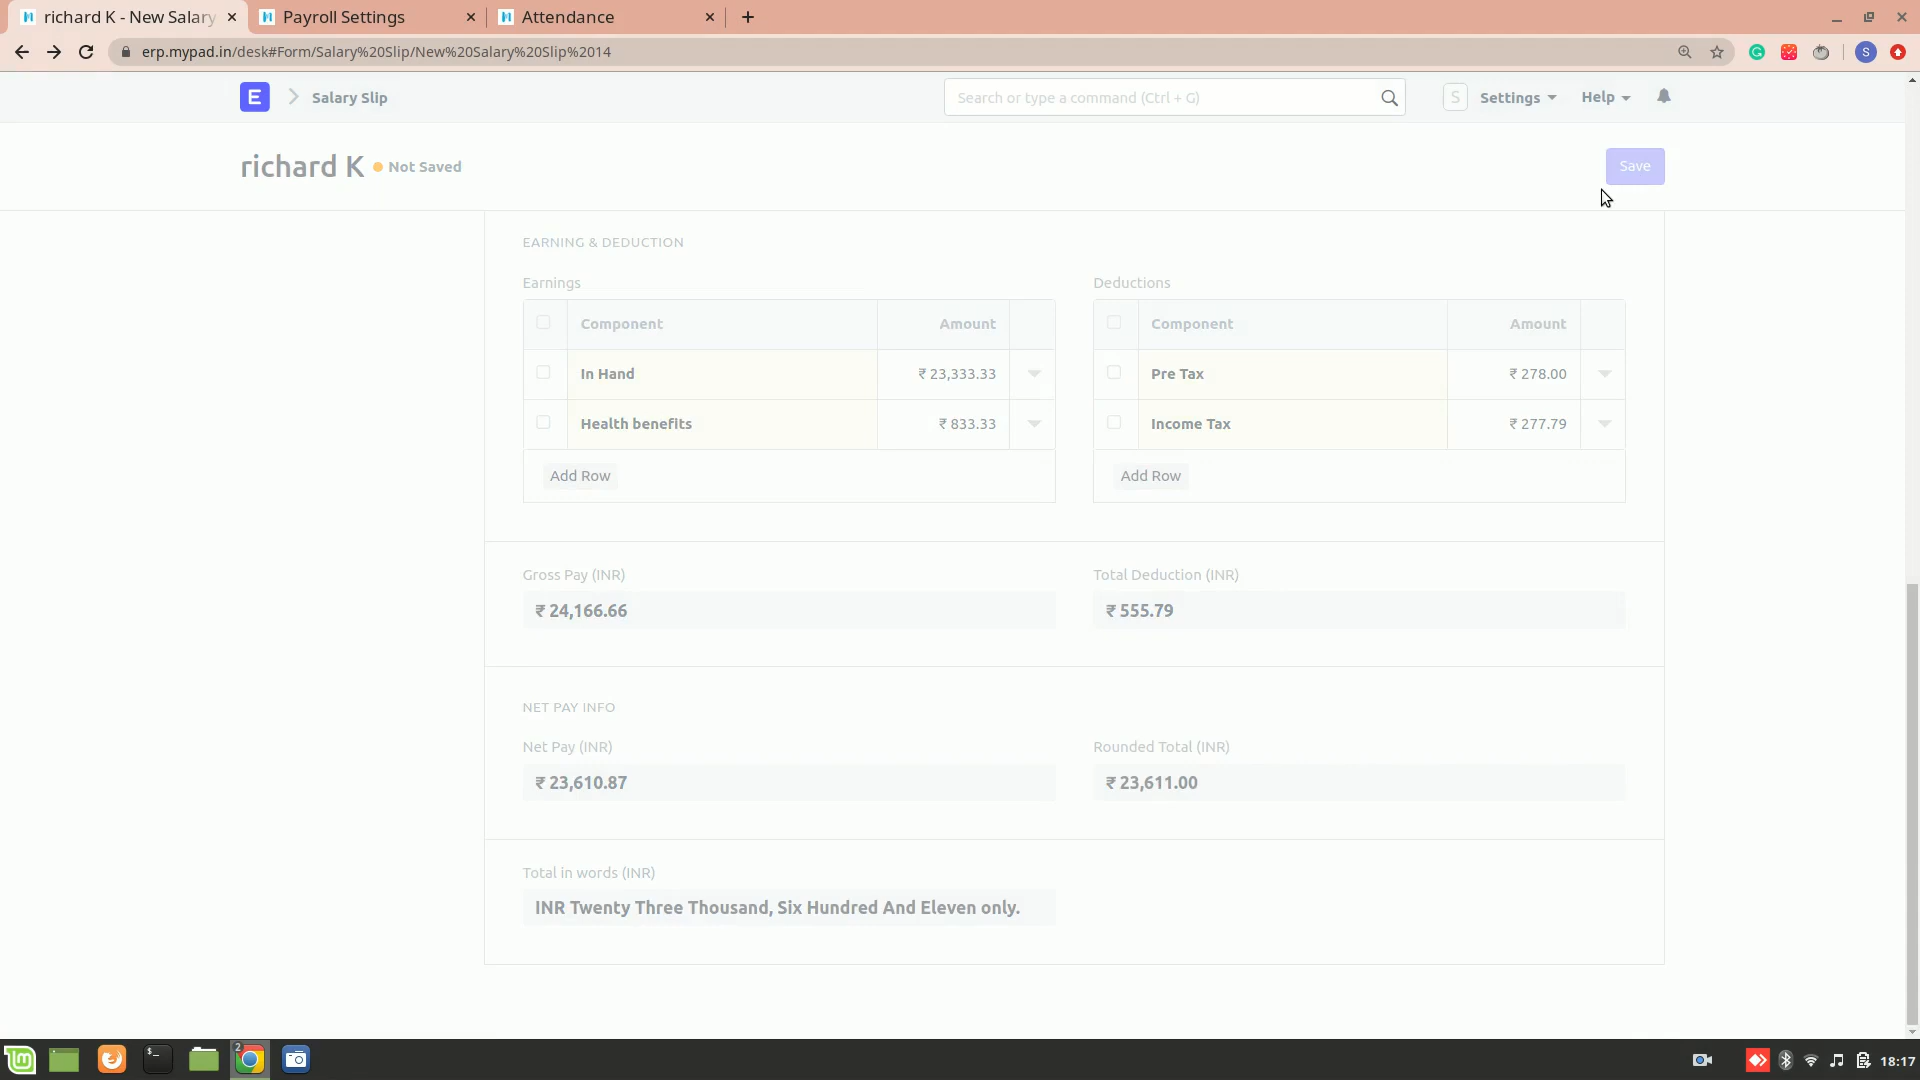 richard K - New Salary
Payroll Settings
Attendance
erp.mypad.in/desk#Form/Salary%20Slip/New%20Salary%20Slip%2014
S
E
Salary Slip
Search or type a command (Ctrl + G)
S
Settings
Help
richard K
Not Saved
Save
EARNING & DEDUCTION
Earnings
Deductions
Component Amount
Component Amount
In Hand ₹ 23,333.33
Pre Tax ₹ 278.00
Health benefits ₹ 833.33
Income Tax ₹ 277.79
Add Row
Add Row
Gross Pay (INR)
Total Deduction (INR)
₹ 24,166.66
₹ 555.79
NET PAY INFO
Net Pay (INR)
Rounded Total (INR)
₹ 23,610.87
₹ 23,611.00
Total in words (INR)
INR Twenty Three Thousand, Six Hundred And Eleven only.
2
18:17